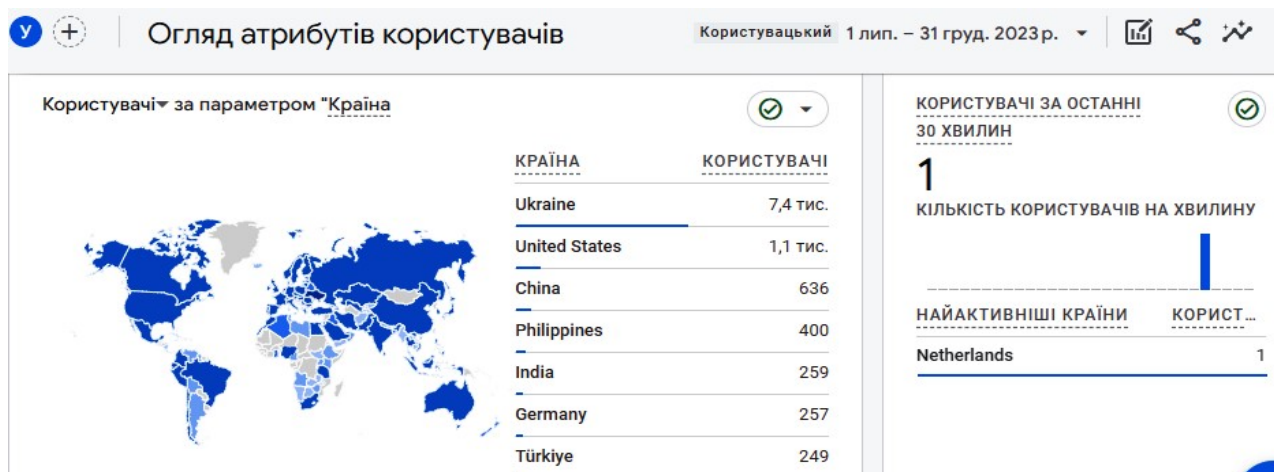 У
Огляд атрибутів користувачів
Користувацький 1 лип. – 31 груд. 2023 р.
Користувачі за параметром "Країна
КРАЇНА КОРИСТУВАЧІ
Ukraine 7,4 тис.
United States 1,1 тис.
China 636
Philippines 400
India 259
Germany 257
Türkiye 249
КОРИСТУВАЧІ ЗА ОСТАННІ
30 ХВИЛИН
1
КІЛЬКІСТЬ КОРИСТУВАЧІВ НА ХВИЛИНУ
НАЙАКТИВНІШІ КРАЇНИ КОРИСТ...
Netherlands 1